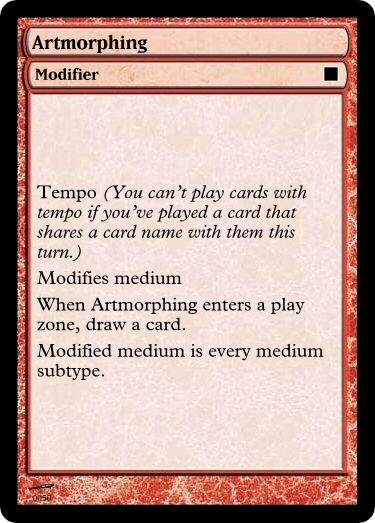 Artmorphing
Modifier
Tempo (You can't play cards with
tempo if you've played a card that
shares a card name with them this
turn.)
Modifies medium
When Artmorphing enters a play
zone, draw a card.
Modified medium is every medium
subtype.
0050